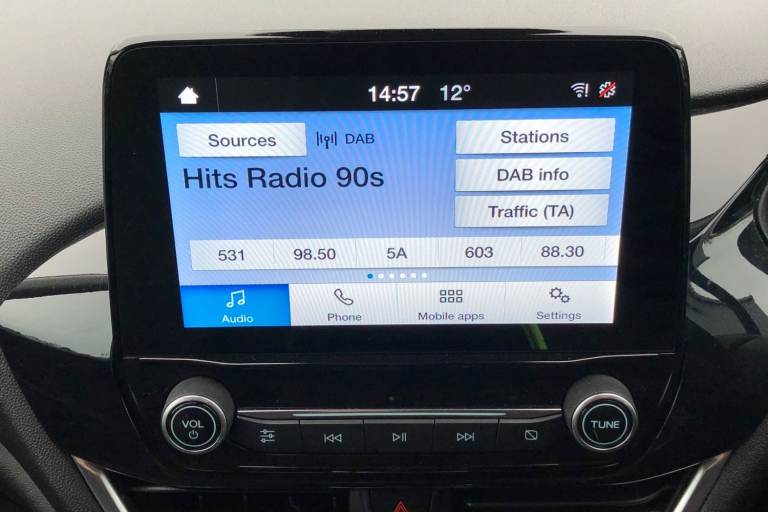 14:57 12°
Sources DAB Stations
Hits Radio 90s DAB info
Traffic (TA)
531 98.50 5A 603 88.30
Audio Phone Mobile apps Settings
VOL TUNE